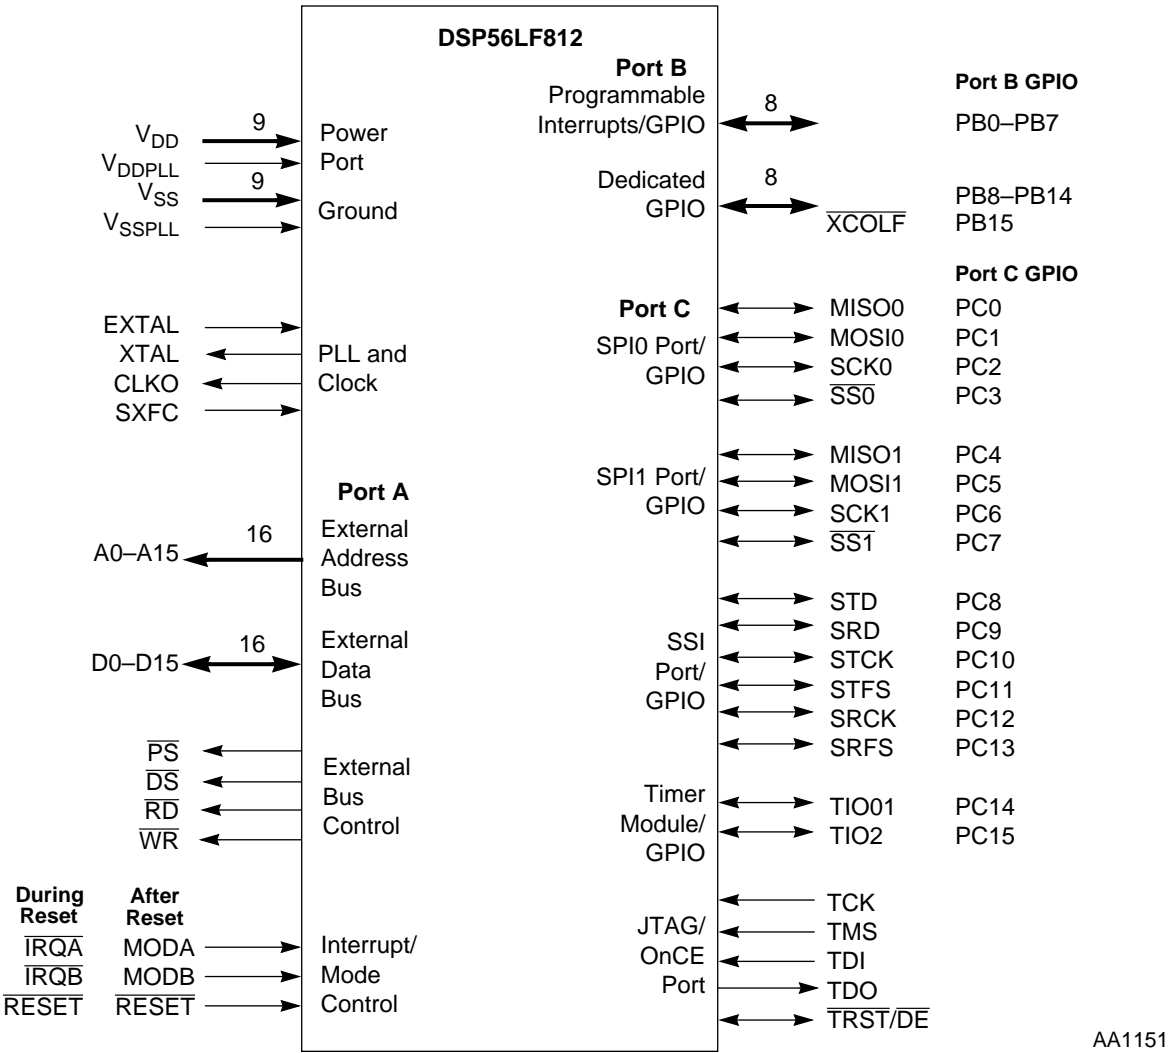 DSP56LF812
Port B
Programmable
Interrupts/GPIO
8
Port B GPIO
PB0–PB7
Dedicated
GPIO
8
XCOLF
PB8–PB14
PB15
VDD
9
VDDPLL
Power
Port
VSS
9
VSSPLL
Ground
EXTAL
XTAL
CLKO
SXFC
PLL and
Clock
Port A
A0–A15
16
External
Address
Bus
D0–D15
16
External
Data
Bus
PS
DS
RD
WR
External
Bus
Control
During
Reset
After
Reset
IRQA MODA
IRQB MODB
RESET RESET
Interrupt/
Mode
Control
Port C GPIO
Port C
SPI0 Port/
GPIO
MISO0 PC0
MOSI0 PC1
SCK0 PC2
SS0 PC3
SPI1 Port/
GPIO
MISO1 PC4
MOSI1 PC5
SCK1 PC6
SS1 PC7
SSI
Port/
GPIO
STD PC8
SRD PC9
STCK PC10
STFS PC11
SRCK PC12
SRFS PC13
Timer
Module/
GPIO
TIO01 PC14
TIO2 PC15
JTAG/
OnCE
Port
TCK
TMS
TDI
TDO
TRST/DE
AA1151